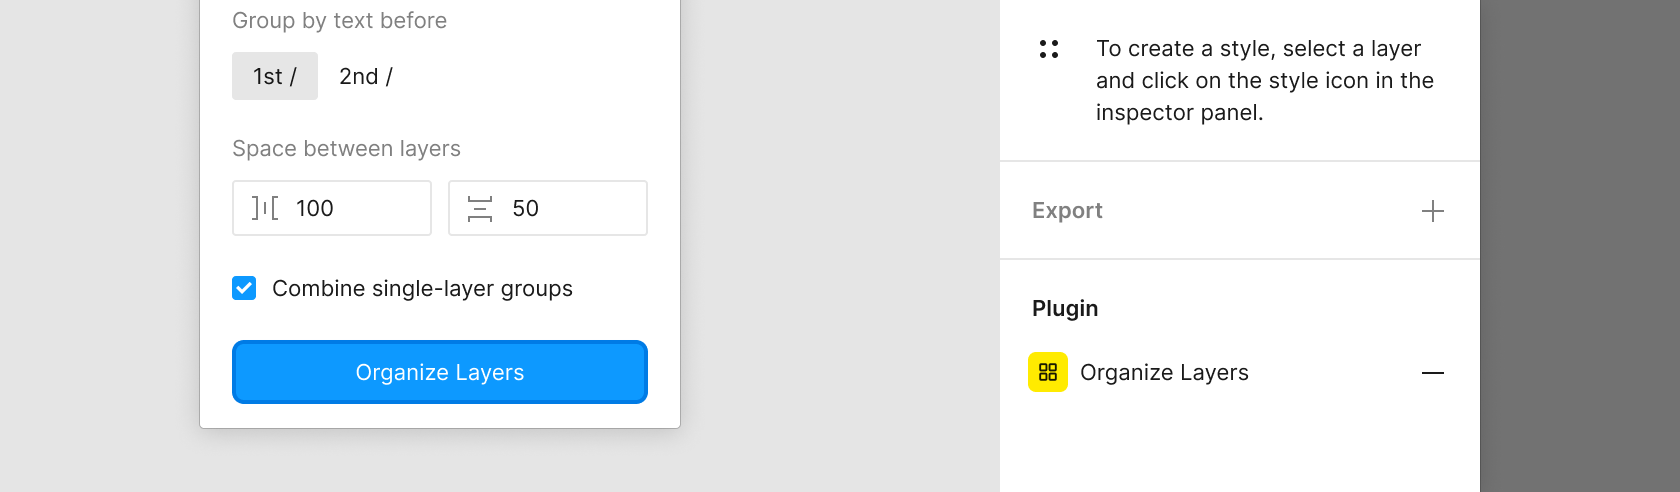 Group by text before
1st / 2nd /
Space between layers
100 50
Combine single-layer groups
Organize Layers
To create a style, select a layer
and click on the style icon in the
inspector panel.
Export
Plugin
Organize Layers